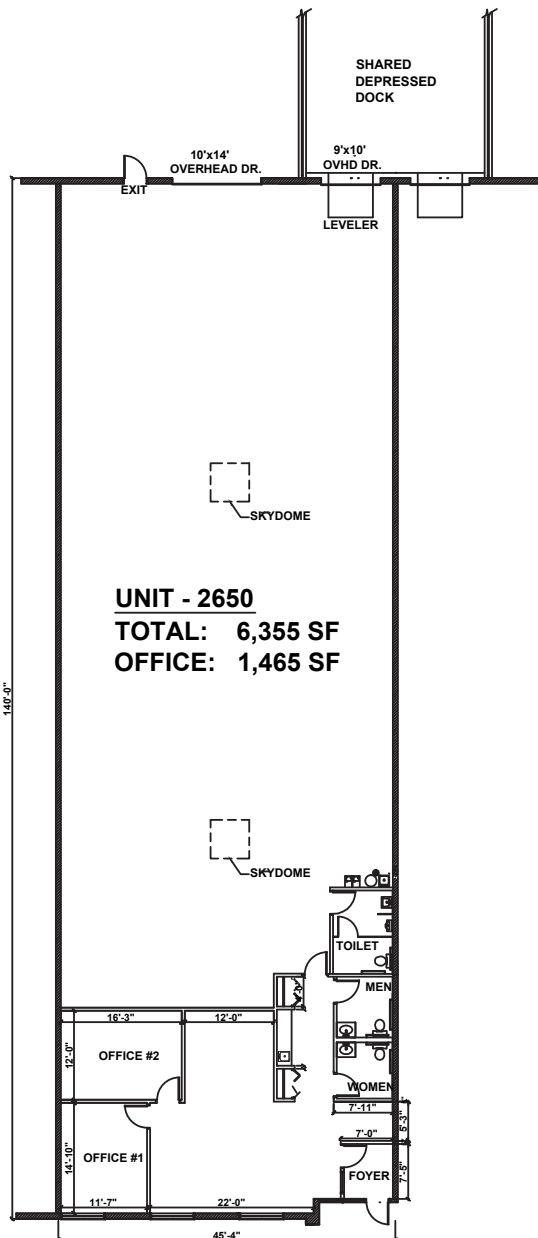 SHARED
DEPRESSED
DOCK
10'x14'
OVERHEAD DR.
9'x10'
OVHD DR.
EXIT
LEVELER
SKYDOME
UNIT - 2650
TOTAL: 6,355 SF
OFFICE: 1,465 SF
140'-0"
SKYDOME
TOILET
MEN
16'-3"
12'-0"
OFFICE #2
12'-0"
WOMEN
7'-11"
5'-3"
7'-0"
OFFICE #1
14'-10"
FOYER
7'-5"
11'-7"
22'-0"
45'-4"